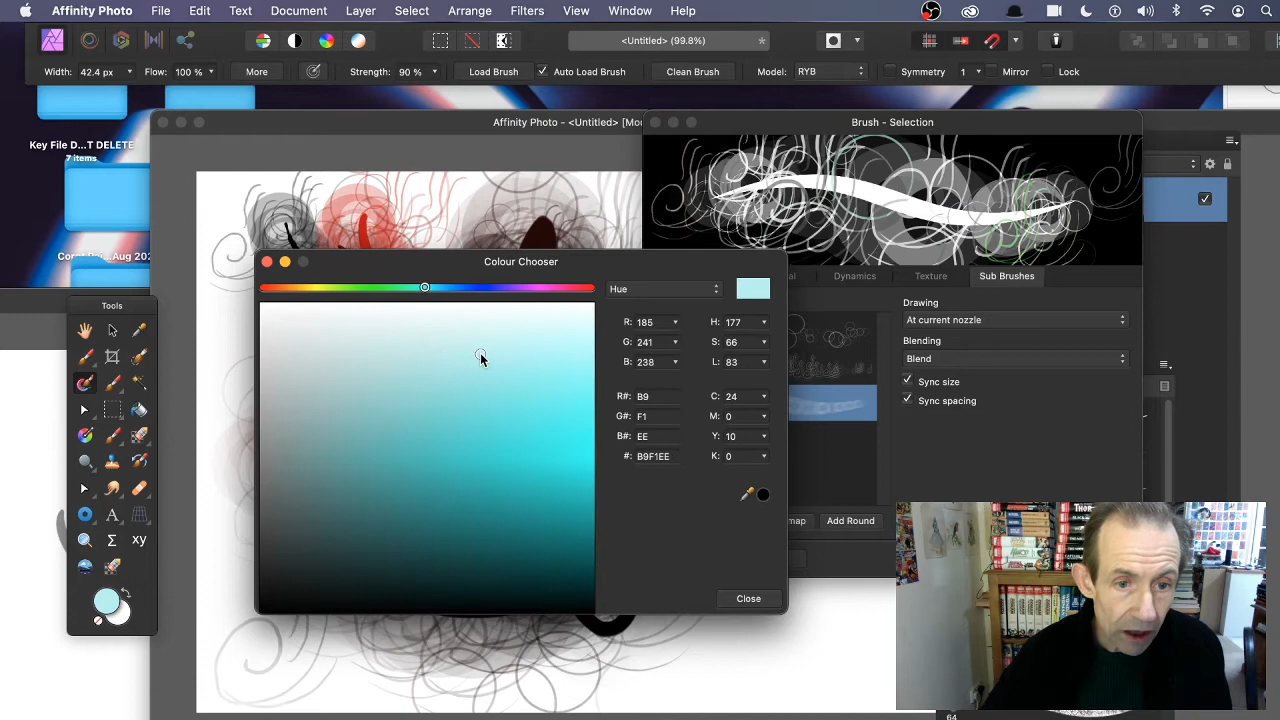 Affinity Photo File Edit Text Document Layer Select Arrange Filters View Window Help
<Untitled> (99.8%) *
Width: 42.4 px Flow: 100 % More Strength: 90 % Load Brush Auto Load Brush Clean Brush Model: RYB Symmetry 1 Mirror Lock
Key File D...T DELETE
7 items
Affinity Photo - <Untitled> [Mo
Brush - Selection
Dynamics Texture Sub Brushes
Drawing
At current nozzle
Blending
Blend
Sync size
Sync spacing
Add Round
Colour Chooser
Hue
R: 185 H: 177
G: 241 S: 66
B: 238 L: 83
R#: B9 C: 24
G#: F1 M: 0
B#: EE Y: 10
#: B9F1EE K: 0
Close
Tools
A
Σ xy
64